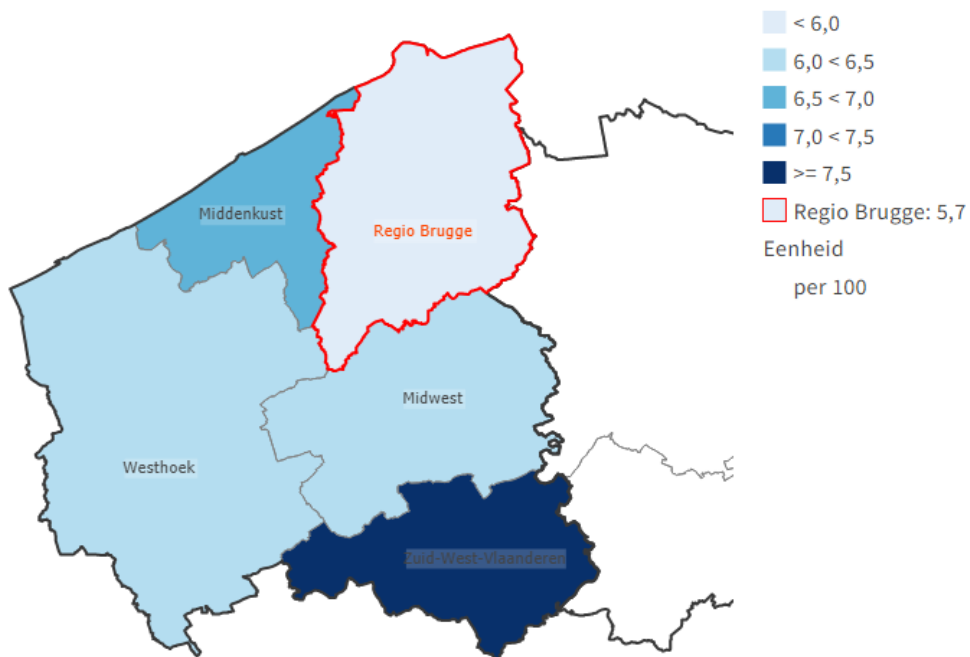 < 6,0
6,0 < 6,5
6,5 < 7,0
7,0 < 7,5
>= 7,5
Regio Brugge: 5,7
Eenheid
per 100
Middenkust
Regio Brugge
Midwest
Westhoek
Zuid-West-Vlaanderen